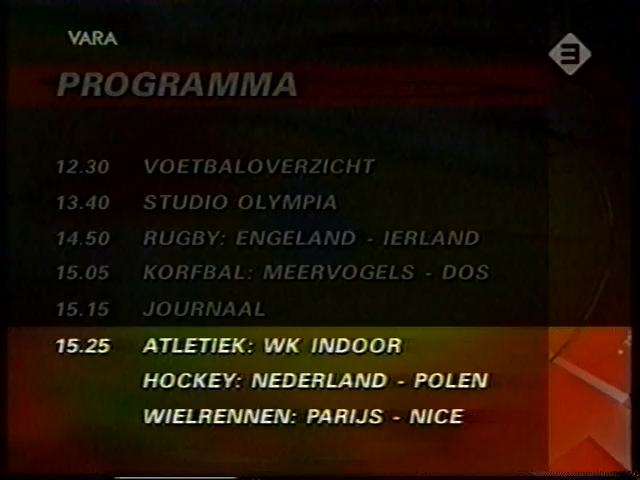 VARA
3
PROGRAMMA
12.30 VOETBALOVERZICHT
13.40 STUDIO OLYMPIA
14.50 RUGBY: ENGELAND - IERLAND
15.05 KORFBAL: MEERVOGELS - DOS
15.15 JOURNAAL
15.25 ATLETIEK: WK INDOOR
HOCKEY: NEDERLAND - POLEN
WIELRENNEN: PARIJS - NICE